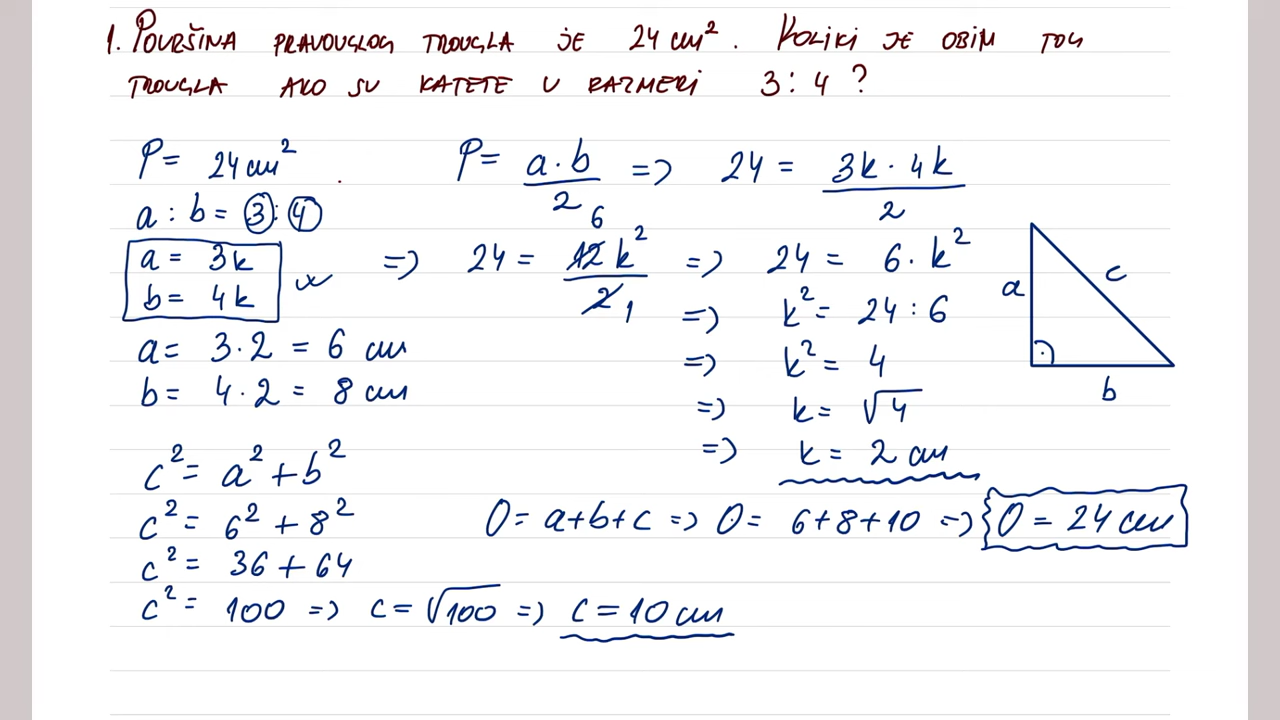 1. POVRŠINA PRAVOUGLOG TROUGLA JE 24 cm². KOLIKI JE OBIM TOG
TROUGLA AKO SU KATETE U RAZMERI 3:4?
P = 24 cm²
a : b = 3 : 4
a = 3k
b = 4k
a = 3·2 = 6 cm
b = 4·2 = 8 cm
P = a·b/2 => 24 = 3k·4k/2
=> 24 = 12k²/2 6 1 => 24 = 6·k²
=> k² = 24 : 6
=> k² = 4
=> k = √4
=> k = 2 cm
a
c
b
c² = a² + b²
c² = 6² + 8²
c² = 36 + 64
c² = 100 => c = √100 => c = 10 cm
O = a+b+c => O = 6+8+10 => O = 24 cm